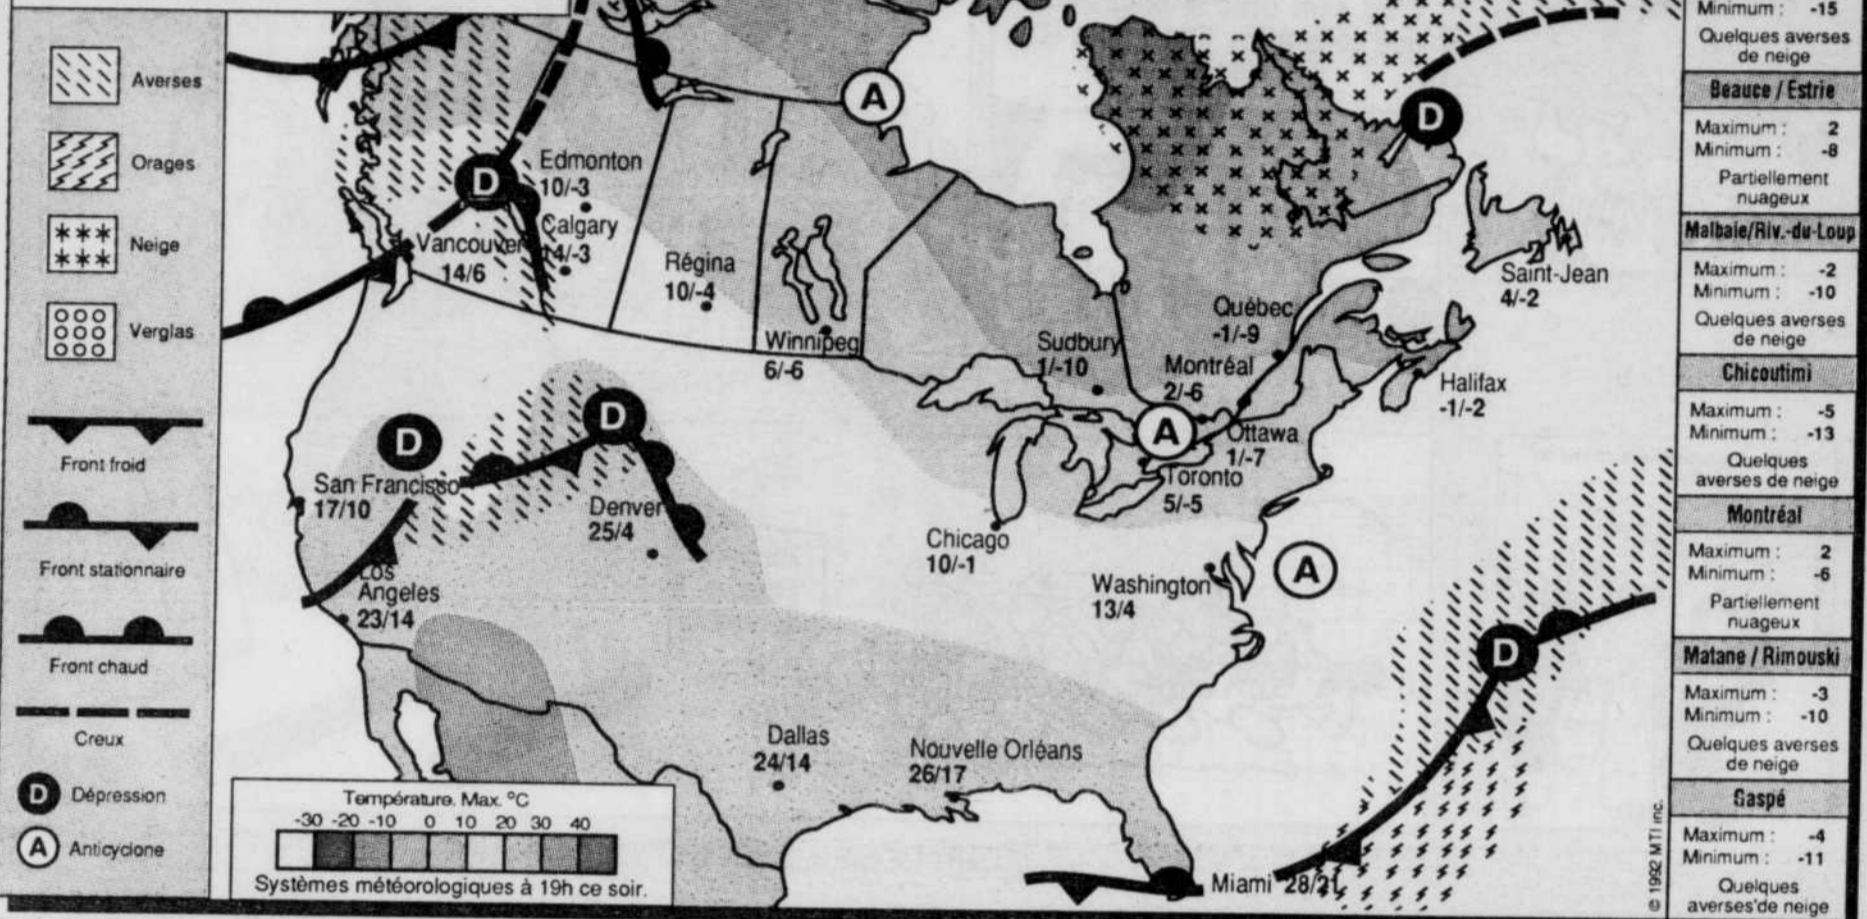 Averses
Orages
Neige
Verglas
Front froid
Front stationnaire
Front chaud
Creux
D Dépression
A Anticyclone
A
D
D
Edmonton
10/-3
Calgary
14/-3
Vancouver
14/6
Régina
10/-4
Winnipeg
6/-6
Sudbury
1/-10
Québec
-1/-9
Montréal
2/-6
Saint-Jean
4/-2
Halifax
-1/-2
A
Ottawa
1/-7
Toronto
5/-5
D
D
San Francisco
17/10
Denver
25/4
Los
Angeles
23/14
Chicago
10/-1
Washington
13/4
A
D
Dallas
24/14
Nouvelle Orléans
26/17
Miami 28/21
Température. Max. °C
-30 -20 -10 0 10 20 30 40
Systèmes météorologiques à 19h ce soir.
© 1992 MTI inc.
Minimum : -15
Quelques averses
de neige
Beauce / Estrie
Maximum : 2
Minimum : -8
Partiellement
nuageux
Malbaie/Riv.-du-Loup
Maximum : -2
Minimum : -10
Quelques averses
de neige
Chicoutimi
Maximum : -5
Minimum : -13
Quelques
averses de neige
Montréal
Maximum : 2
Minimum : -6
Partiellement
nuageux
Matane / Rimouski
Maximum : -3
Minimum : -10
Quelques averses
de neige
Gaspé
Maximum : -4
Minimum : -11
Quelques
averses de neige